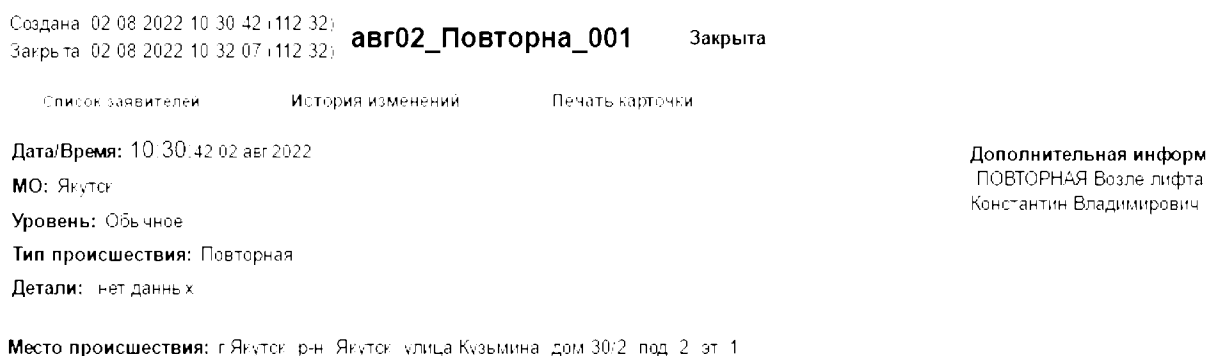 Создана 02 08 2022 10 30 42 (112 32)
Закрыта 02 08 2022 10 32 07 (112 32)
авг02_Повторна_001 Закрыта
Список заявителей История изменений Печать карточки
Дата/Время: 10:30:42 02 авг 2022
МО: Якутск
Уровень: Обычное
Тип происшествия: Повторная
Детали: нет данных
Дополнительная информ
ПОВТОРНАЯ Возле лифта
Константин Владимирович
Место происшествия: г Якутск р-н Якутск улица Кузьмина дом 30/2 под 2 эт 1